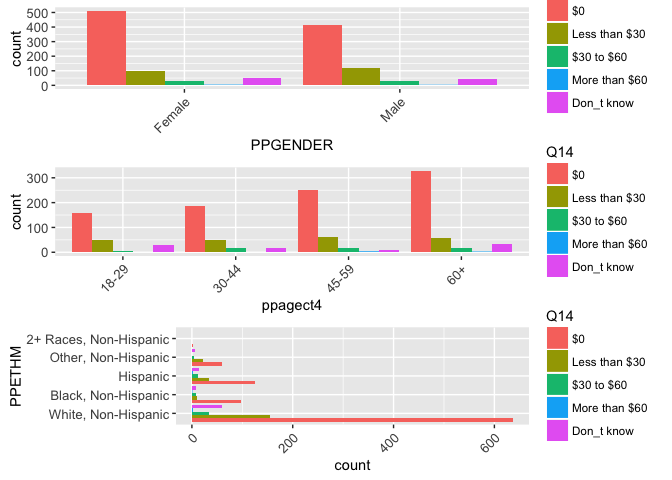 500
400
300
200
100
0
count
Female
Male
PPGENDER
$0
Less than $30
$30 to $60
More than $60
Don_t know
300
200
100
0
count
18-29
30-44
45-59
60+
ppagect4
Q14
$0
Less than $30
$30 to $60
More than $60
Don_t know
PPETHM
2+ Races, Non-Hispanic
Other, Non-Hispanic
Hispanic
Black, Non-Hispanic
White, Non-Hispanic
0
200
400
600
count
Q14
$0
Less than $30
$30 to $60
More than $60
Don_t know